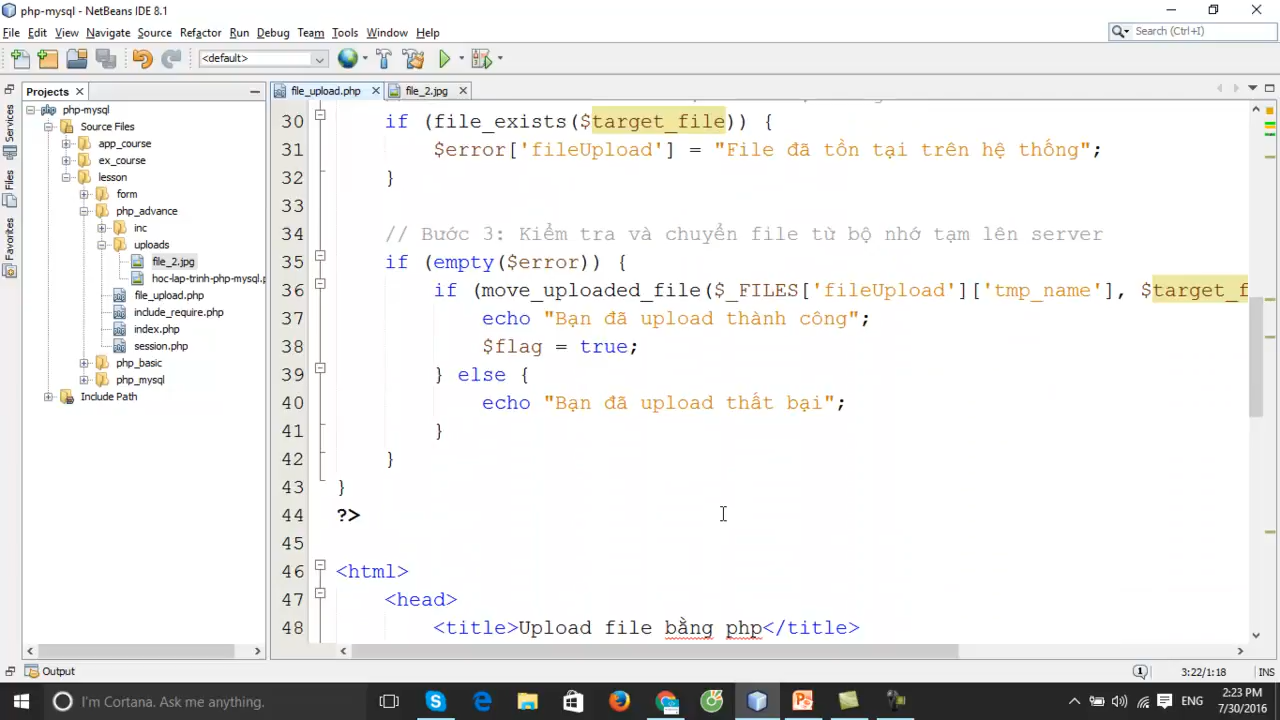 php-mysql - NetBeans IDE 8.1
File Edit View Navigate Source Refactor Run Debug Team Tools Window Help
Search (Ctrl+I)
<default>
Projects
file_upload.php
file_2.jpg
Services
Files
Favorites
php-mysql
Source Files
app_course
ex_course
lesson
form
php_advance
inc
uploads
file_2.jpg
hoc-lap-trinh-php-mysql.p
file_upload.php
include_require.php
index.php
session.php
php_basic
php_mysql
Include Path
30 if (file_exists($target_file)) {
31 $error['fileUpload'] = "File đã tồn tại trên hệ thống";
32 }
33
34 // Bước 3: Kiểm tra và chuyển file từ bộ nhớ tạm lên server
35 if (empty($error)) {
36 if (move_uploaded_file($_FILES['fileUpload']['tmp_name'], $target_f
37 echo "Bạn đã upload thành công";
38 $flag = true;
39 } else {
40 echo "Bạn đã upload thất bại";
41 }
42 }
43 }
44 ?>
45
46 <html>
47 <head>
48 <title>Upload file bằng php</title>
Output
1
3:22/1:18
INS
I'm Cortana. Ask me anything.
ENG
2:23 PM
7/30/2016